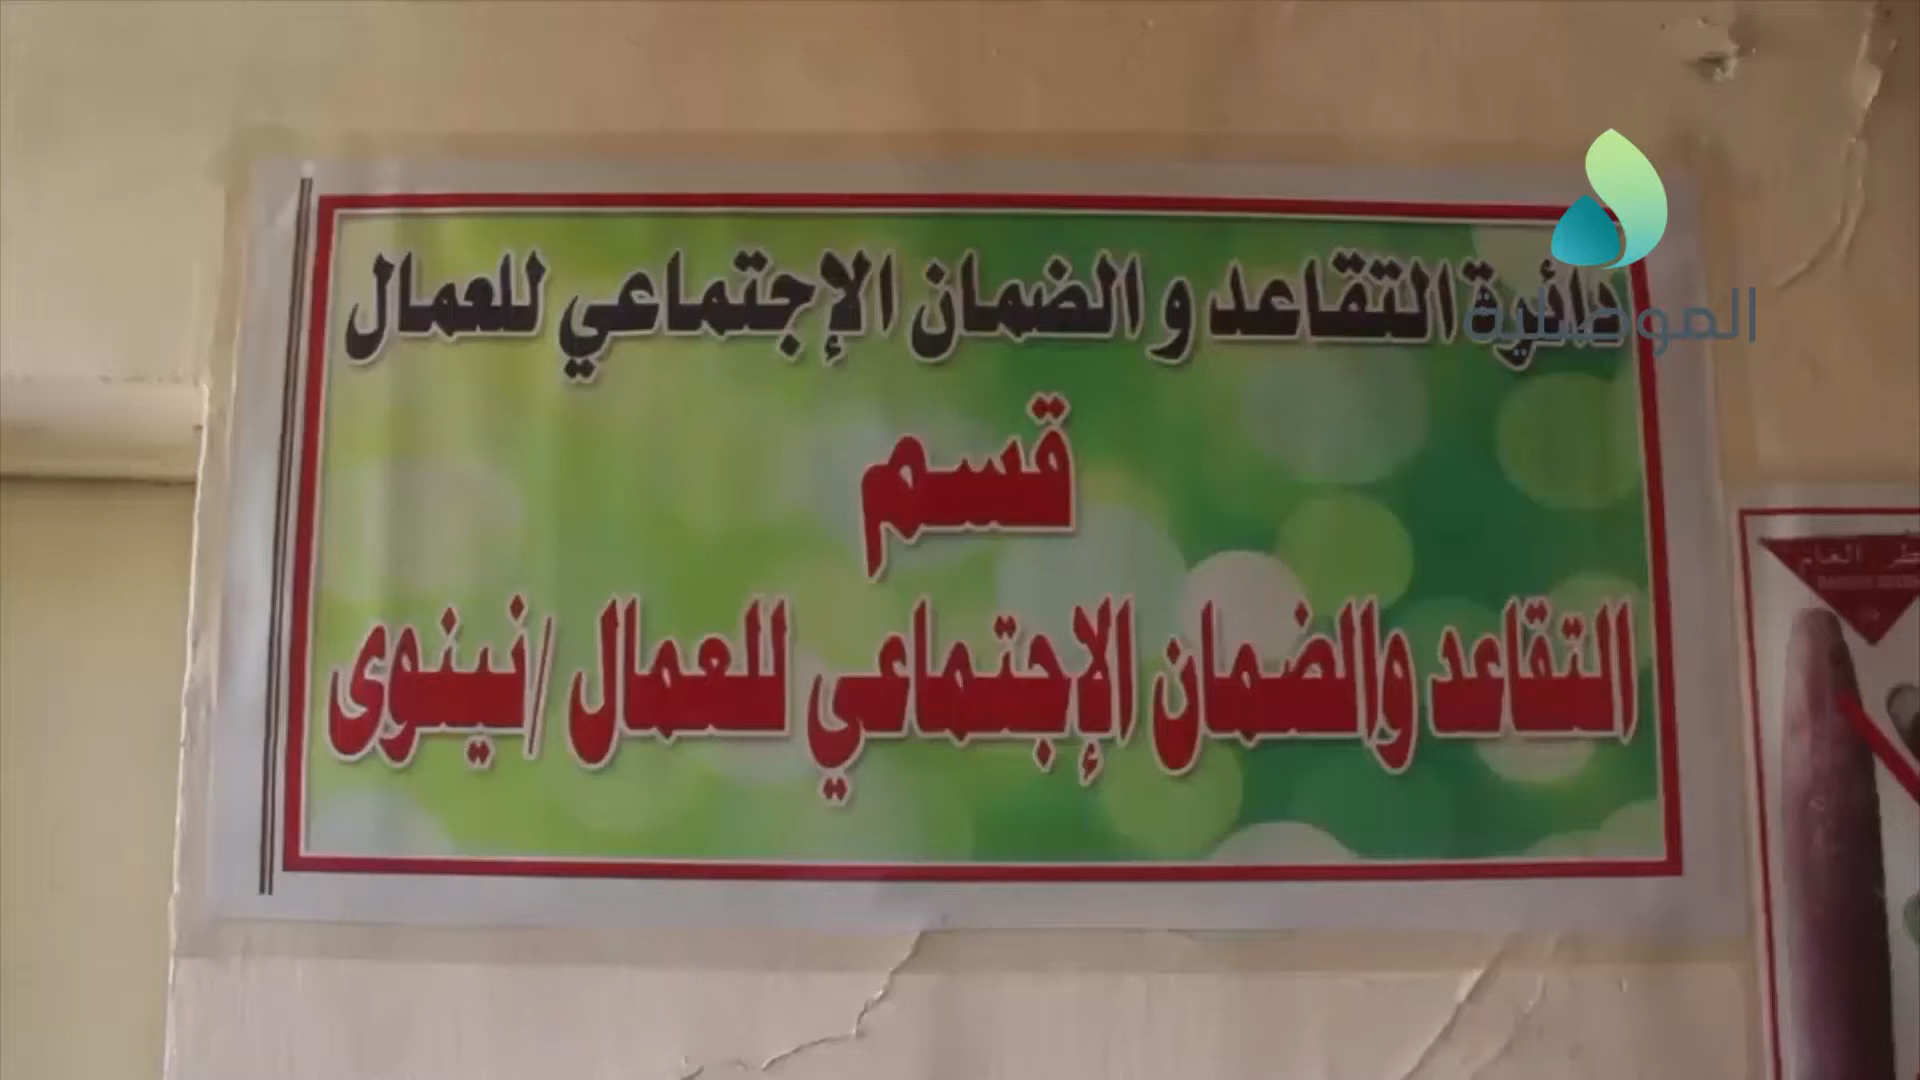 دائرة التقاعد و الضمان الإجتماعي للعمال
قسم
التقاعد والضمان الإجتماعي للعمال / نينوى
الموصلية